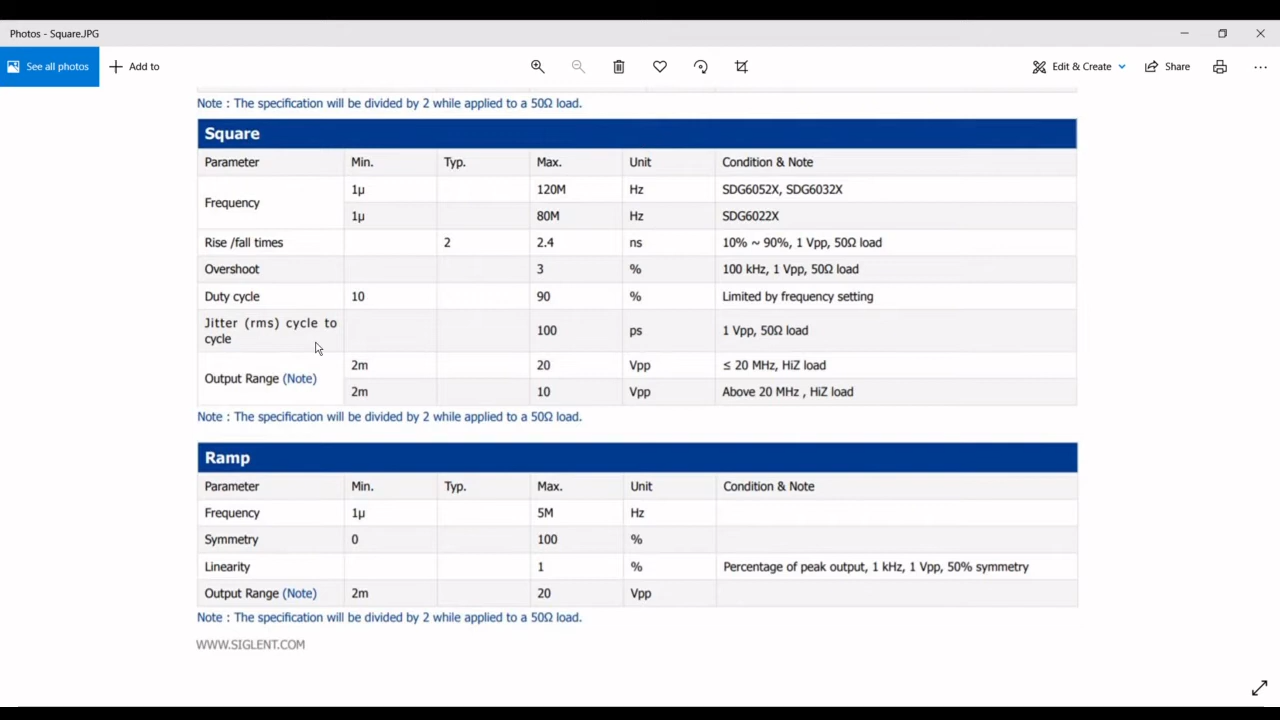 Photos - Square.JPG
See all photos
Add to
Edit & Create
Share
Note : The specification will be divided by 2 while applied to a 50Ω load.
Square
Parameter Min. Typ. Max. Unit Condition & Note
Frequency 1µ 120M Hz SDG6052X, SDG6032X
1µ 80M Hz SDG6022X
Rise /fall times 2 2.4 ns 10% ~ 90%, 1 Vpp, 50Ω load
Overshoot 3 % 100 kHz, 1 Vpp, 50Ω load
Duty cycle 10 90 % Limited by frequency setting
Jitter (rms) cycle to
cycle 100 ps 1 Vpp, 50Ω load
Output Range (Note) 2m 20 Vpp ≤ 20 MHz, HiZ load
2m 10 Vpp Above 20 MHz , HiZ load
Note : The specification will be divided by 2 while applied to a 50Ω load.
Ramp
Parameter Min. Typ. Max. Unit Condition & Note
Frequency 1µ 5M Hz
Symmetry 0 100 %
Linearity 1 % Percentage of peak output, 1 kHz, 1 Vpp, 50% symmetry
Output Range (Note) 2m 20 Vpp
Note : The specification will be divided by 2 while applied to a 50Ω load.
WWW.SIGLENT.COM